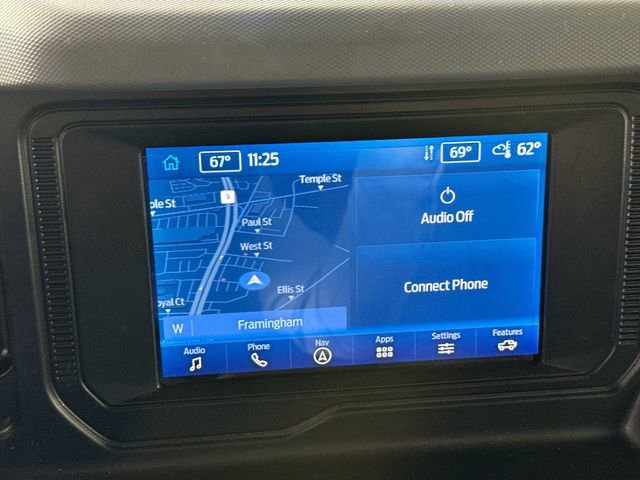 67° 11:25
69° 62°
Temple St
ple St
9
Paul St
West St
Ellis St
oyal Ct
W Framingham
Audio Off
Connect Phone
Audio Phone Nav Apps Settings Features